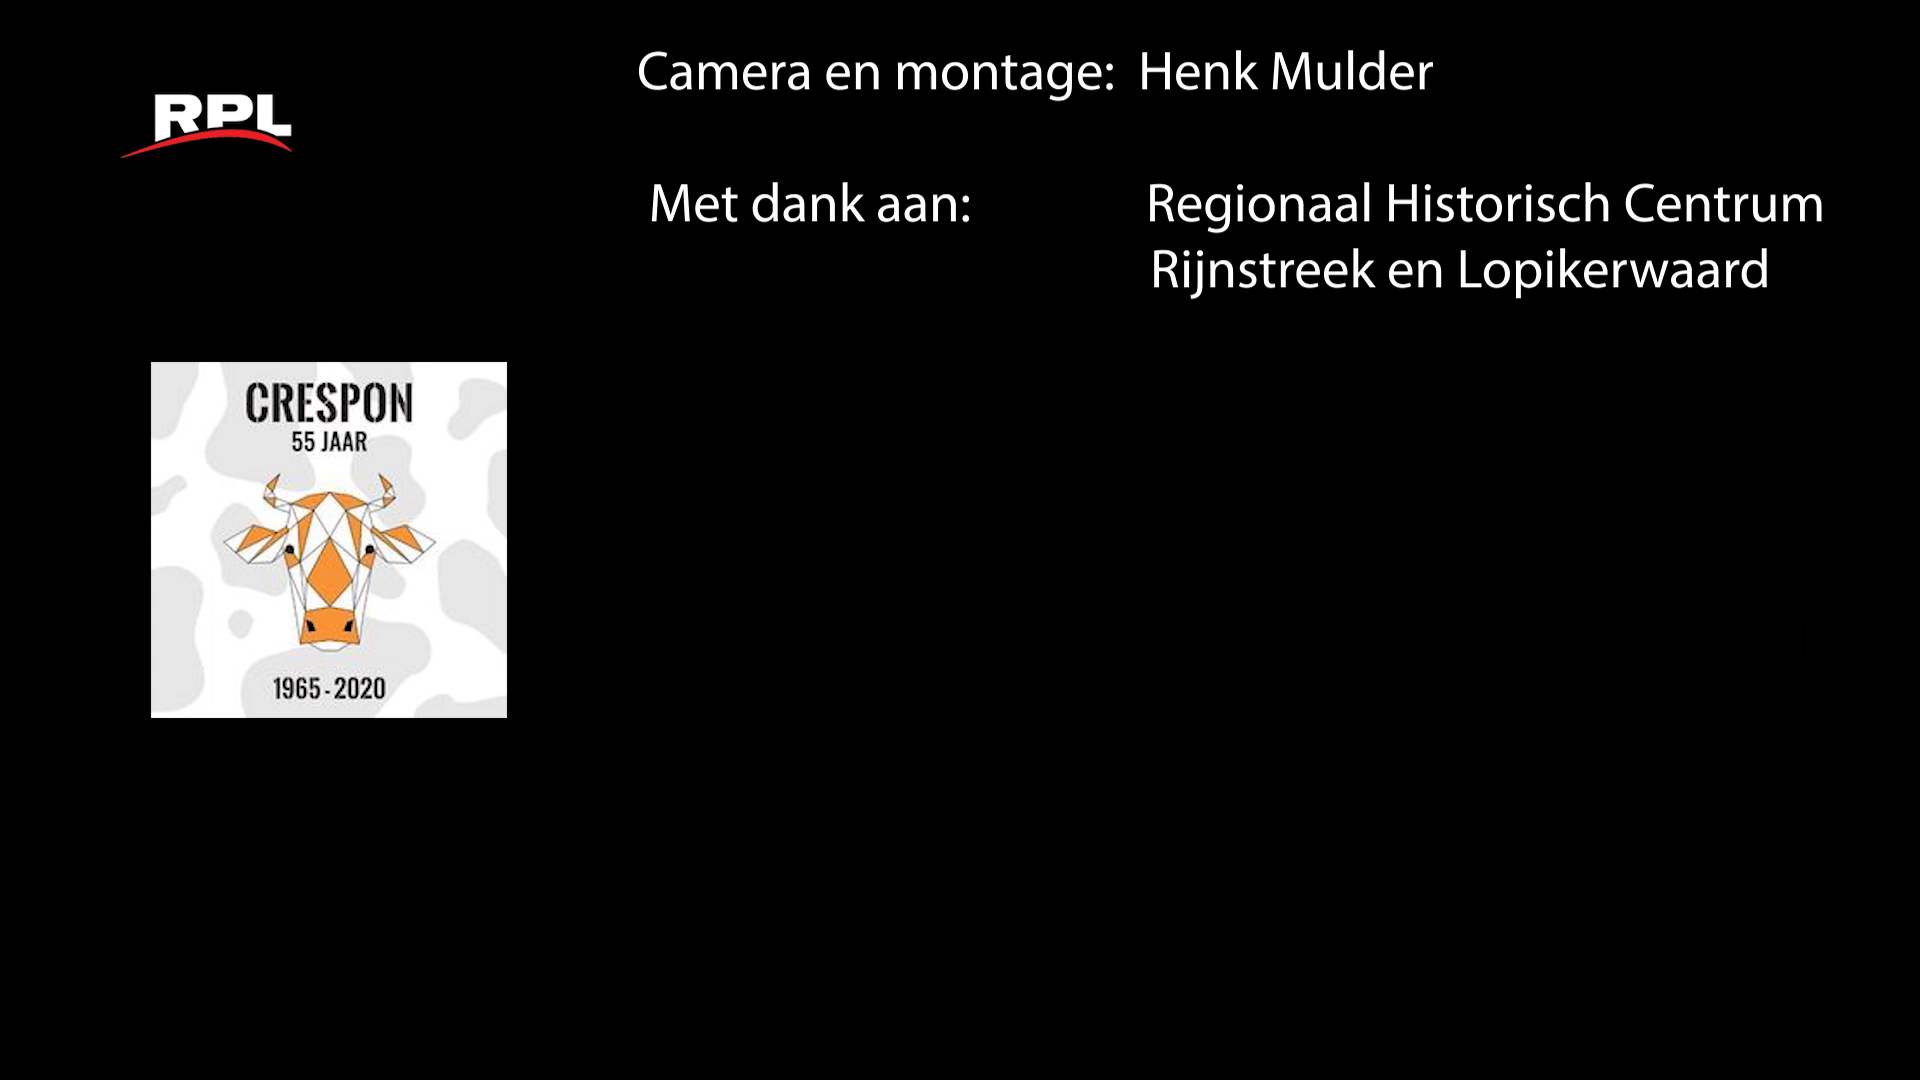 RPL
Camera en montage: Henk Mulder
Met dank aan: Regionaal Historisch Centrum
Rijnstreek en Lopikerwaard
CRESPON
55 JAAR
1965-2020